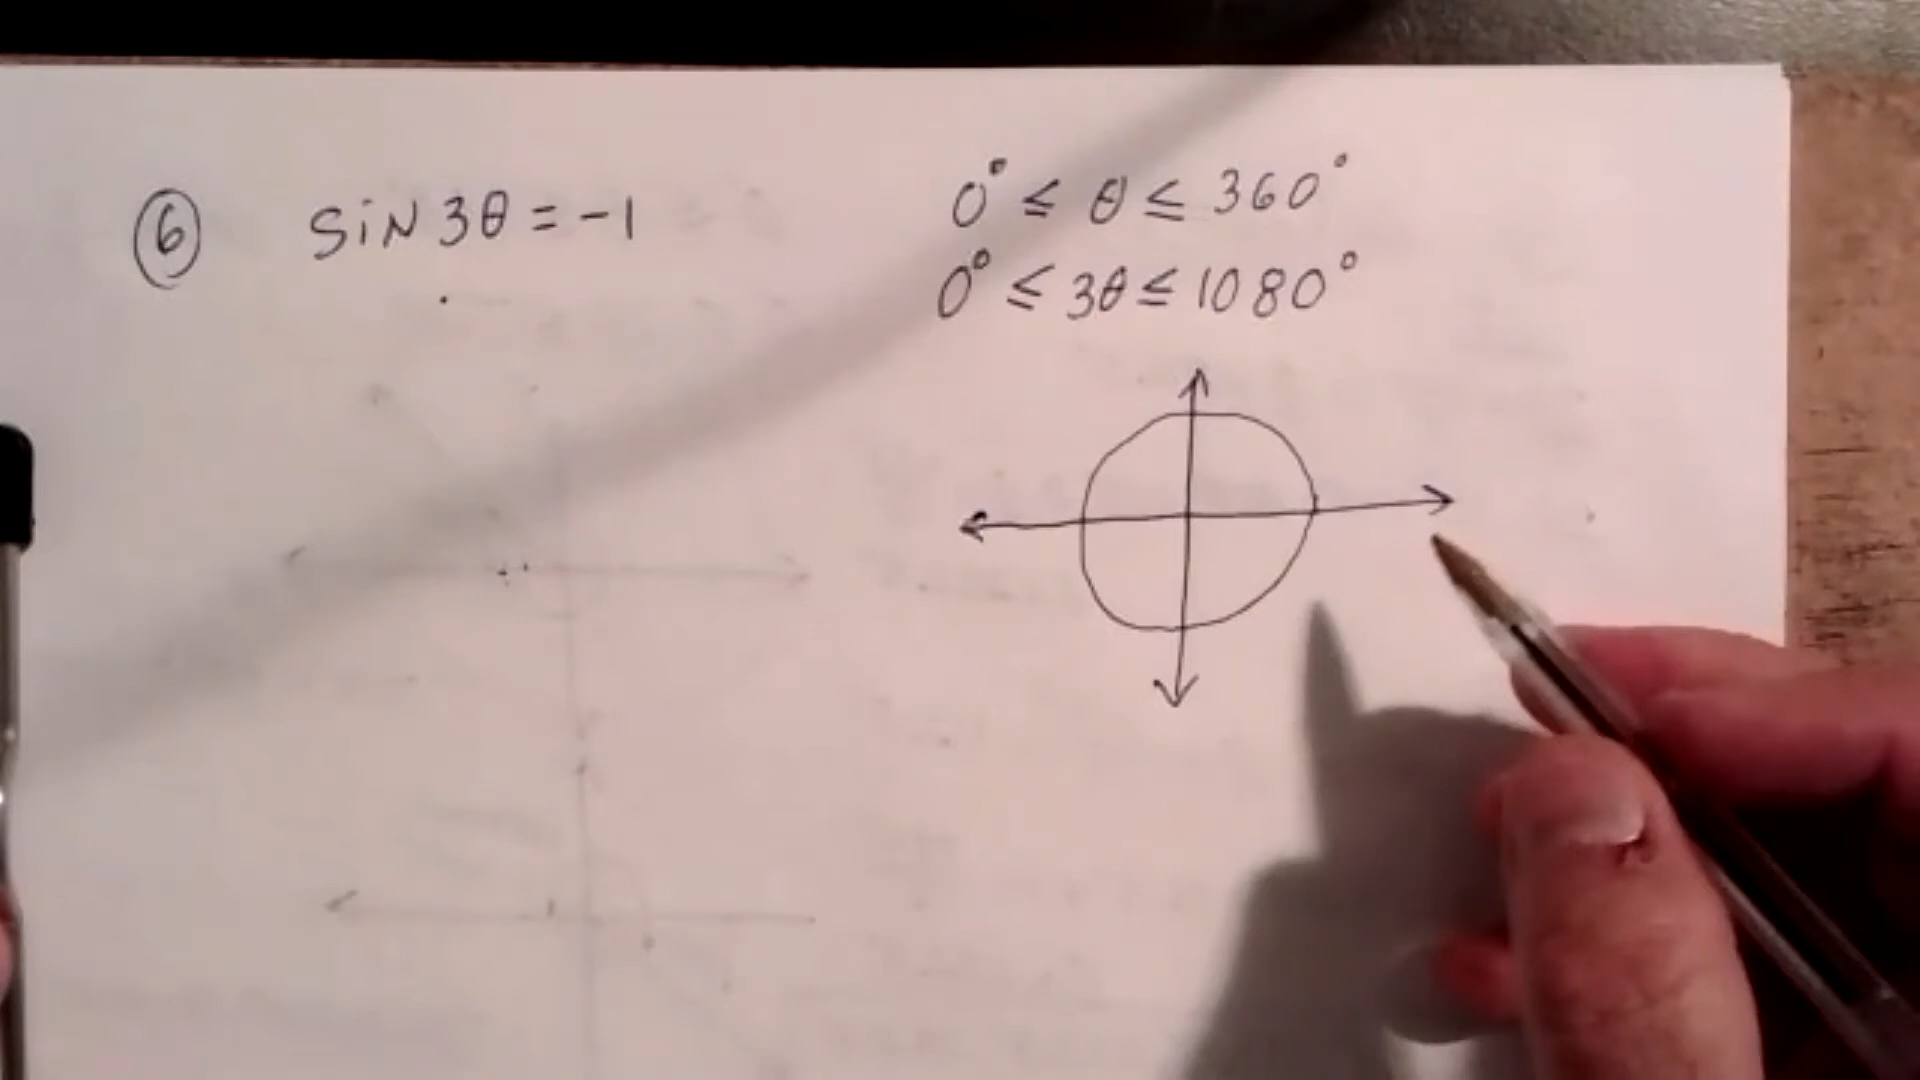 6 sin 3θ = -1
0° ≤ θ ≤ 360°
0° ≤ 3θ ≤ 1080°